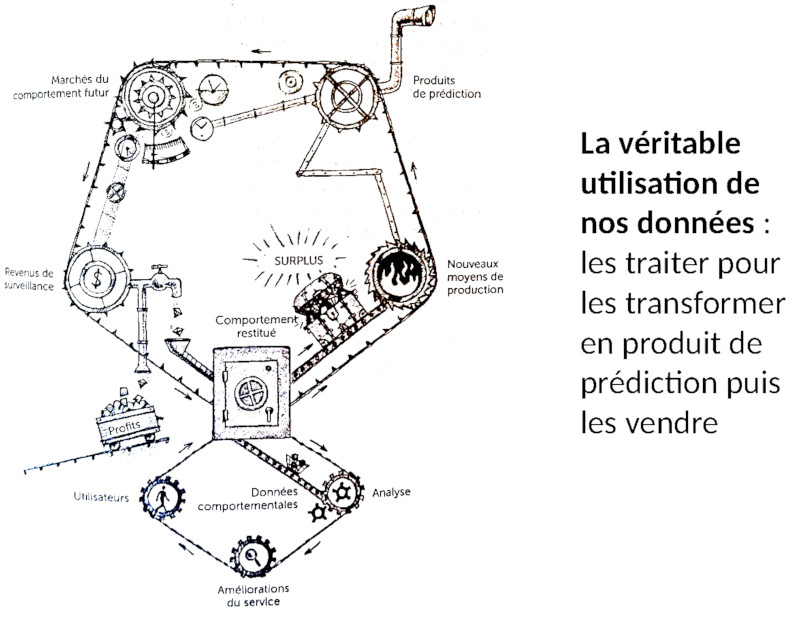 Marchés du
comportement futur
Produits
de prédiction
Revenus de
surveillance
$
SURPLUS
Nouveaux
moyens de
production
Comportement
restitué
Profits
Utilisateurs
Données
comportementales
Analyse
Améliorations
du service
La véritable
utilisation de
nos données :
les traiter pour
les transformer
en produit de
prédiction puis
les vendre